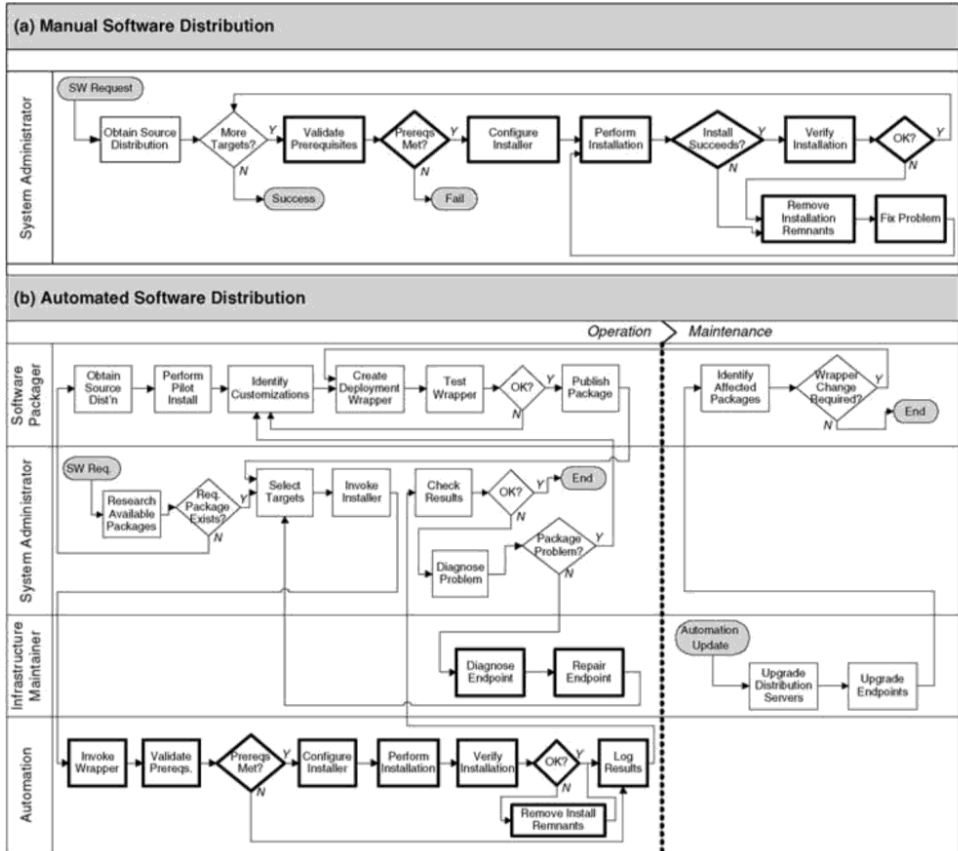 (a) Manual Software Distribution
System Administrator
SW Request
Obtain Source
Distribution
More
Targets?
Y
N
Success
Validate
Prerequisites
Prereqs
Met?
Y
N
Fail
Configure
Installer
Perform
Installation
Install
Succeeds?
Y
N
Verify
Installation
OK?
Y
N
Remove
Installation
Remnants
Fix Problem
(b) Automated Software Distribution
Operation
Maintenance
Software
Packager
Obtain
Source
Dist'n
Perform
Pilot
Install
Identify
Customizations
Create
Deployment
Wrapper
Test
Wrapper
OK?
Y
N
Publish
Package
Identify
Affected
Packages
Wrapper
Change
Required?
Y
N
End
System Administrator
SW Req.
Research
Available
Packages
Req.
Package
Exists?
Y
N
Select
Targets
Invoke
Installer
Check
Results
OK?
Y
N
End
Diagnose
Problem
Package
Problem?
Y
N
Infrastructure
Maintainer
Diagnose
Endpoint
Repair
Endpoint
Automation
Update
Upgrade
Distribution
Servers
Upgrade
Endpoints
Automation
Invoke
Wrapper
Validate
Prereqs.
Prereqs
Met?
Y
N
Configure
Installer
Perform
Installation
Verify
Installation
OK?
Y
N
Log
Results
Remove Install
Remnants